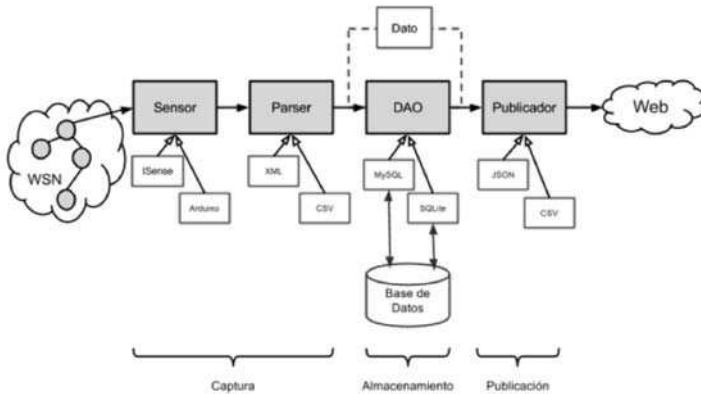 Dato
Sensor
Parser
DAO
Publicador
Web
WSN
ISense
Arduino
XML
CSV
MySQL
SQLite
JSON
CSV
Base de
Datos
Captura
Almacenamiento
Publicación